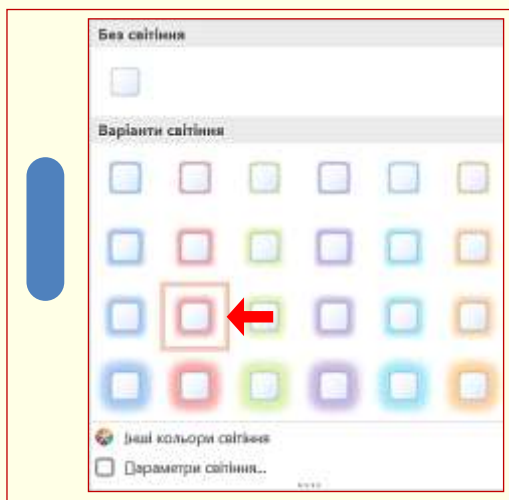 Без світіння
Варіанти світіння
Інші кольори світіння
Параметри світіння...